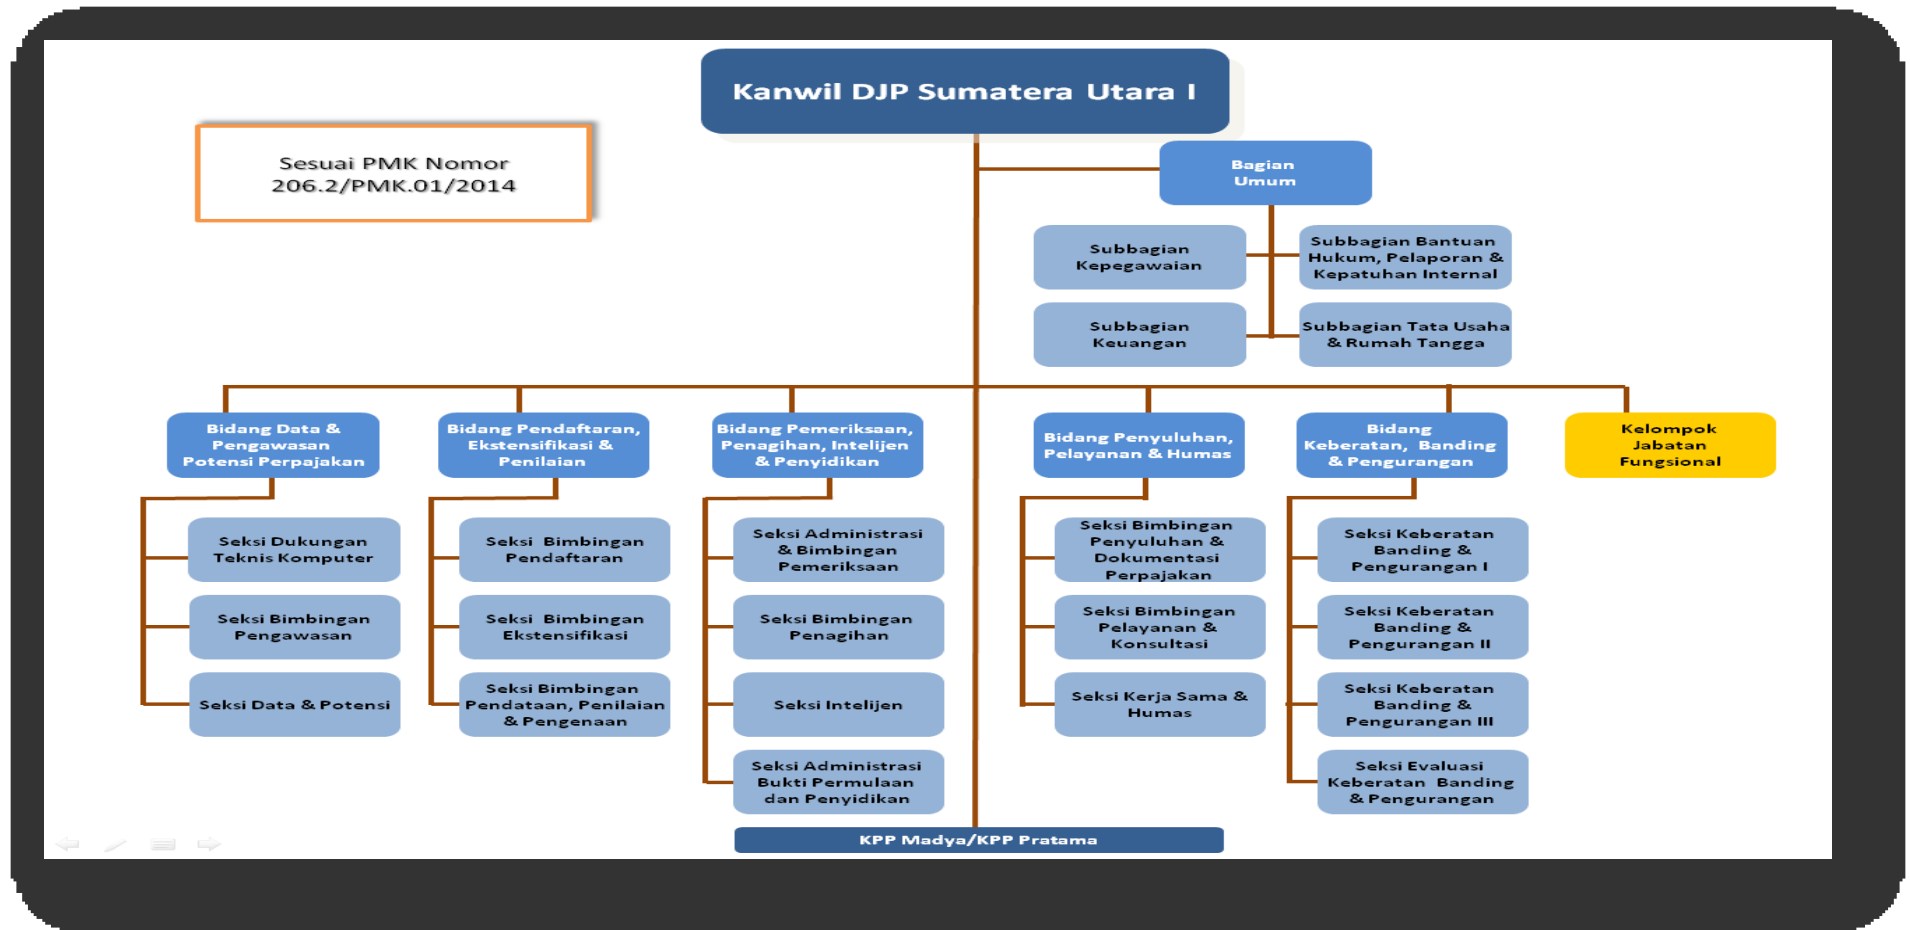 Kanwil DJP Sumatera Utara I
Sesuai PMK Nomor
206.2/PMK.01/2014
Bagian
Umum
Subbagian
Kepegawaian
Subbagian Bantuan
Hukum, Pelaporan &
Kepatuhan Internal
Subbagian
Keuangan
Subbagian Tata Usaha
& Rumah Tangga
Bidang Data &
Pengawasan
Potensi Perpajakan
Bidang Pendaftaran,
Ekstensifikasi &
Penilaian
Bidang Pemeriksaan,
Penagihan, Intelijen
& Penyidikan
Bidang Penyuluhan,
Pelayanan & Humas
Bidang
Keberatan, Banding
& Pengurangan
Kelompok
Jabatan
Fungsional
Seksi Dukungan
Teknis Komputer
Seksi Bimbingan
Pengawasan
Seksi Data & Potensi
Seksi Bimbingan
Pendaftaran
Seksi Bimbingan
Ekstensifikasi
Seksi Bimbingan
Pendataan, Penilaian
& Pengenaan
Seksi Administrasi
& Bimbingan
Pemeriksaan
Seksi Bimbingan
Penagihan
Seksi Intelijen
Seksi Administrasi
Bukti Permulaan
dan Penyidikan
Seksi Bimbingan
Penyuluhan &
Dokumentasi
Perpajakan
Seksi Bimbingan
Pelayanan &
Konsultasi
Seksi Kerja Sama &
Humas
Seksi Keberatan
Banding &
Pengurangan I
Seksi Keberatan
Banding &
Pengurangan II
Seksi Keberatan
Banding &
Pengurangan III
Seksi Evaluasi
Keberatan Banding
& Pengurangan
KPP Madya/KPP Pratama